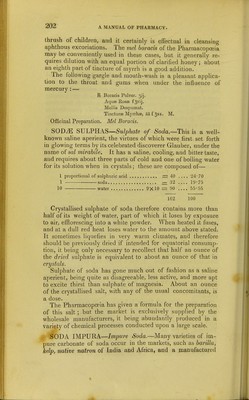 202 A MANUAL OF PHARMACY.
thrush of children, and it certainly is effectual in cleansing
aphthous excoriations. The mel boracis of the Pharmacopœia
may be conveniently used in these cases, but it generally re-
quires dilution with an equal portion of clarified honey; about
an eighth part of tincture of myrrh is a good addition.
The following gargle and mouth-wash is a pleasant applica-
tion to the throat and gums when under the influence of
mercury:—
℞ Boracis Pulver. ʒij.
Aquæ Rosæ f℥vij.
Mellis Despumat.
Tincturæ Myrrhæ, āā f℥ss. M.
Officinal Preparation. Mel Boracis.
SODÆ SULPHAS—Sulphate of Soda.—This is a well-
known saline aperient, the virtues of which were first set forth
in glowing terms by its celebrated discoverer Glauber, under the
name of sal mirabile. It has a saline, cooling, and bitter taste,
and requires about three parts of cold and one of boiling water
for its solution when in crystals; these are composed of—
1 proportional of sulphuric acid .......... = 40 .... 24·70
1 ———— soda .......... = 32 .... 19·75
10 ———— water .......... 9×10 = 90 .... 55·55
162 100
Crystallised sulphate of soda therefore contains more than
half of its weight of water, part of which it loses by exposure
to air, efflorescing into a white powder. When heated it fuses,
and at a dull red heat loses water to the amount above stated.
It sometimes liquefies in very warm climates, and therefore
should be previously dried if intended for equatorial consump-
tion, it being only necessary to recollect that half an ounce of
the dried sulphate is equivalent to about an ounce of that in
crystals.
Sulphate of soda has gone much out of fashion as a saline
aperient, being quite as disagreeable, less active, and more apt
to excite thirst than sulphate of magnesia. About an ounce
of the crystallised salt, with any of the usual concomitants, is
a dose.
The Pharmacopœia has given a formula for the preparation
of this salt; but the market is exclusively supplied by the
wholesale manufacturers, it being abundantly produced in a
variety of chemical processes conducted upon a large scale.
SODA IMPURA—Impure Soda.—Many varieties of im-
pure carbonate of soda occur in the markets, such as barilla,
kelp, native natron of India and Africa, and a manufactured